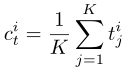 $c_t^i = \frac{1}{K} \sum_{j=1}^{K} t_j^i$